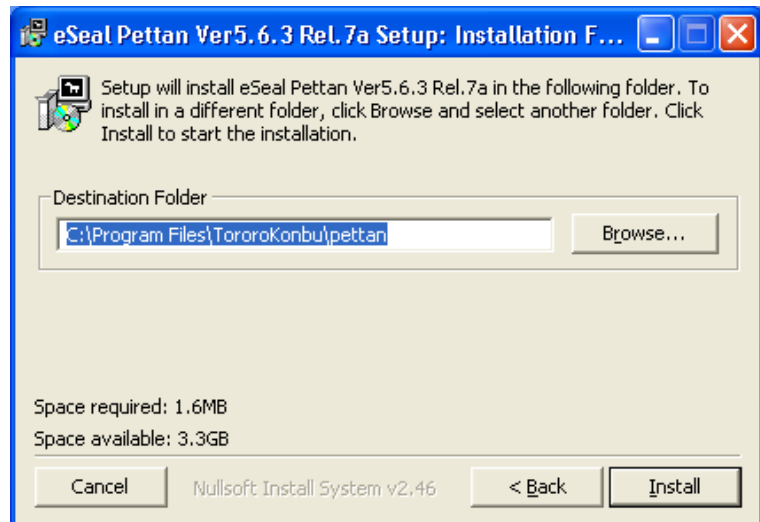 eSeal Pettan Ver5.6.3 Rel.7a Setup: Installation F...
Setup will install eSeal Pettan Ver5.6.3 Rel.7a in the following folder. To
install in a different folder, click Browse and select another folder. Click
Install to start the installation.
Destination Folder
C:\Program Files\TororoKonbu\pettan
Browse...
Space required: 1.6MB
Space available: 3.3GB
Cancel
Nullsoft Install System v2.46
< Back
Install